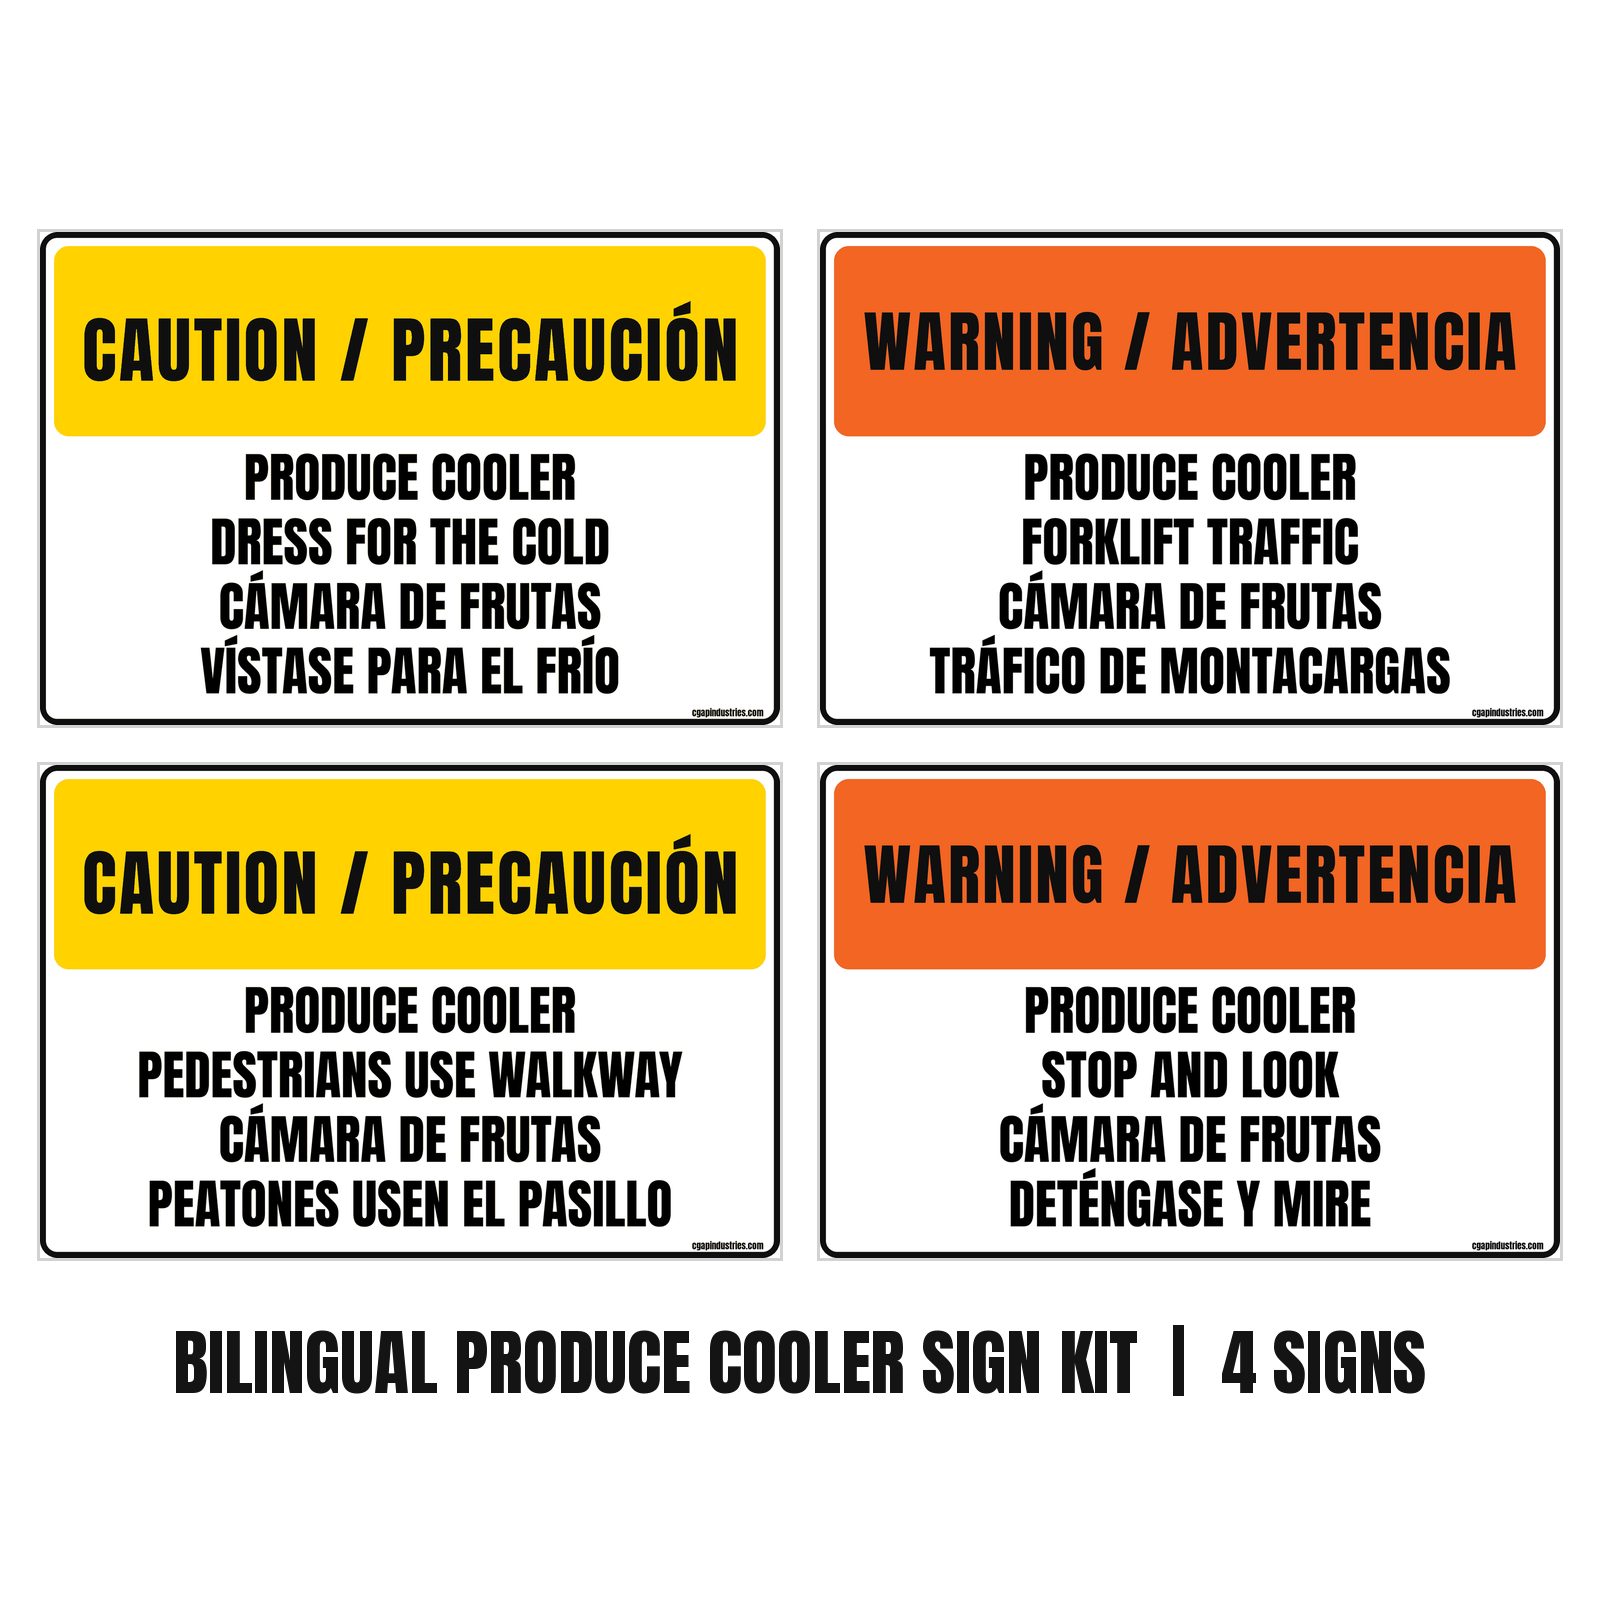 CAUTION / PRECAUCIÓN
PRODUCE COOLER
DRESS FOR THE COLD
CÁMARA DE FRUTAS
VÍSTASE PARA EL FRÍO
cgapindustries.com
WARNING / ADVERTENCIA
PRODUCE COOLER
FORKLIFT TRAFFIC
CÁMARA DE FRUTAS
TRÁFICO DE MONTACARGAS
cgapindustries.com
CAUTION / PRECAUCIÓN
PRODUCE COOLER
PEDESTRIANS USE WALKWAY
CÁMARA DE FRUTAS
PEATONES USEN EL PASILLO
cgapindustries.com
WARNING / ADVERTENCIA
PRODUCE COOLER
STOP AND LOOK
CÁMARA DE FRUTAS
DETÉNGASE Y MIRE
cgapindustries.com
BILINGUAL PRODUCE COOLER SIGN KIT | 4 SIGNS